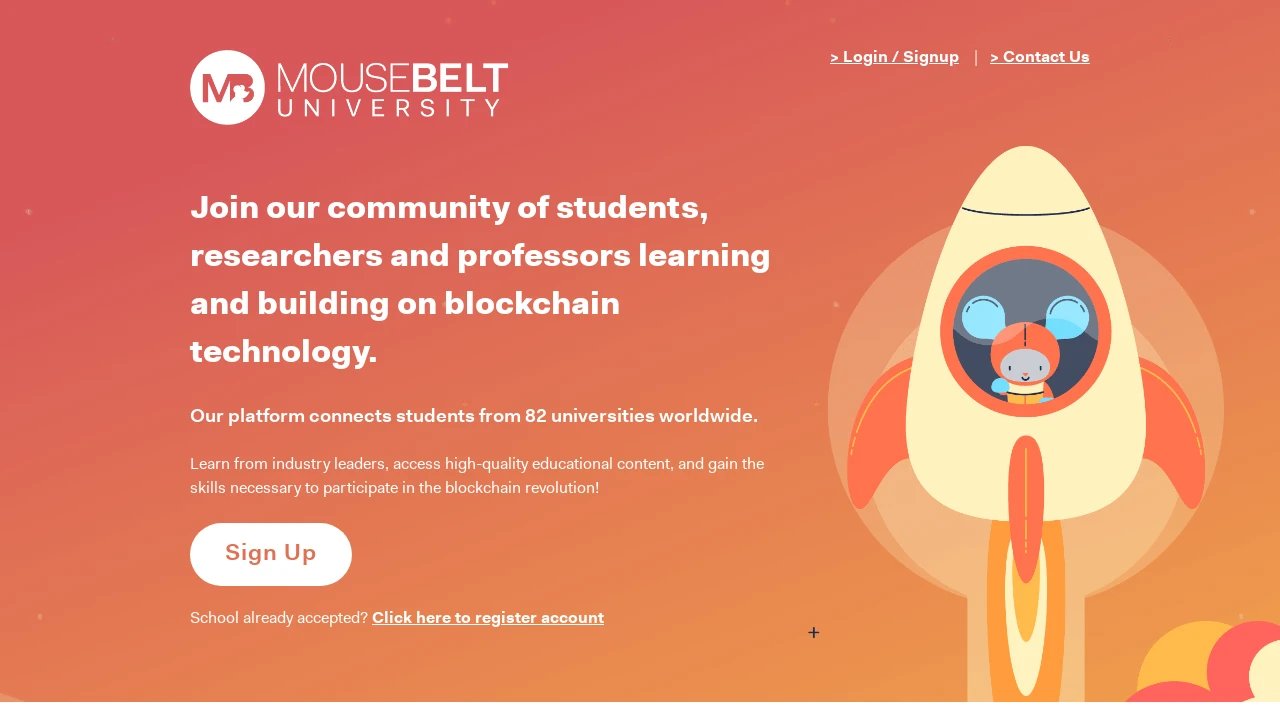 MB MOUSEBELT
UNIVERSITY
> Login / Signup | > Contact Us
Join our community of students,
researchers and professors learning
and building on blockchain
technology.
Our platform connects students from 82 universities worldwide.
Learn from industry leaders, access high-quality educational content, and gain the
skills necessary to participate in the blockchain revolution!
Sign Up
School already accepted? Click here to register account